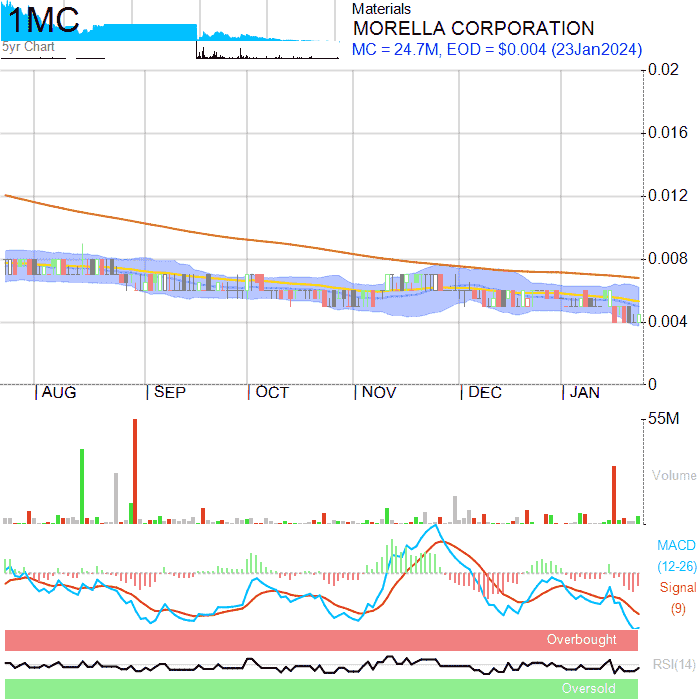 1MC
5yr Chart
Materials
MORELLA CORPORATION
MC = 24.7M, EOD = $0.004 (23Jan2024)
0.02
0.016
0.012
0.008
0.004
0
AUG SEP OCT NOV DEC JAN
55M
Volume
MACD
(12-26)
Signal
(9)
Overbought
RSI(14)
Oversold